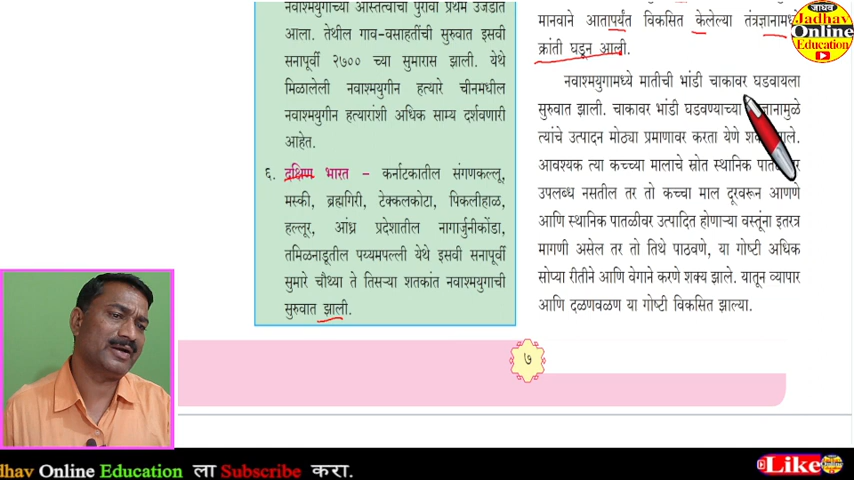 नवाश्मयुगाच्या अस्तित्वाचा पुरावा प्रथम उजेडात
आला. तेथील गाव-वसाहतींची सुरुवात इसवी
सनापूर्वी २७०० च्या सुमारास झाली. येथे
मिळालेली नवाश्मयुगीन हत्यारे चीनमधील
नवाश्मयुगीन हत्यारांशी अधिक साम्य दर्शवणारी
आहेत.
६. दक्षिण भारत - कर्नाटकातील संगणकल्लू,
मस्की, ब्रह्मगिरी, टेक्कलकोटा, पिकलीहाळ,
हल्लूर, आंध्र प्रदेशातील नागार्जुनीकोंडा,
तमिळनाडूतील पय्यमपल्ली येथे इसवी सनापूर्वी
सुमारे चौथ्या ते तिसऱ्या शतकांत नवाश्मयुगाची
सुरुवात झाली.
मानवाने आतापर्यंत विकसित केलेल्या तंत्रज्ञानामध्ये
क्रांती घडून आली.
नवाश्मयुगामध्ये मातीची भांडी चाकावर घडवायला
सुरुवात झाली. चाकावर भांडी घडवण्याच्या
त्यांचे उत्पादन मोठ्या प्रमाणावर करता येणे
आवश्यक त्या कच्च्या मालाचे स्रोत स्थानिक
उपलब्ध नसतील तर तो कच्चा माल दूरवरून आणणे
आणि स्थानिक पातळीवर उत्पादित होणाऱ्या वस्तूंना इतरत्र
मागणी असेल तर तो तिथे पाठवणे, या गोष्टी अधिक
सोप्या रीतीने आणि वेगाने करणे शक्य झाले. यातून व्यापार
आणि दळणवळण या गोष्टी विकसित झाल्या.
७
जाधव
Jadhav
Online
Education
dhav Online Education ला Subscribe करा.
Like